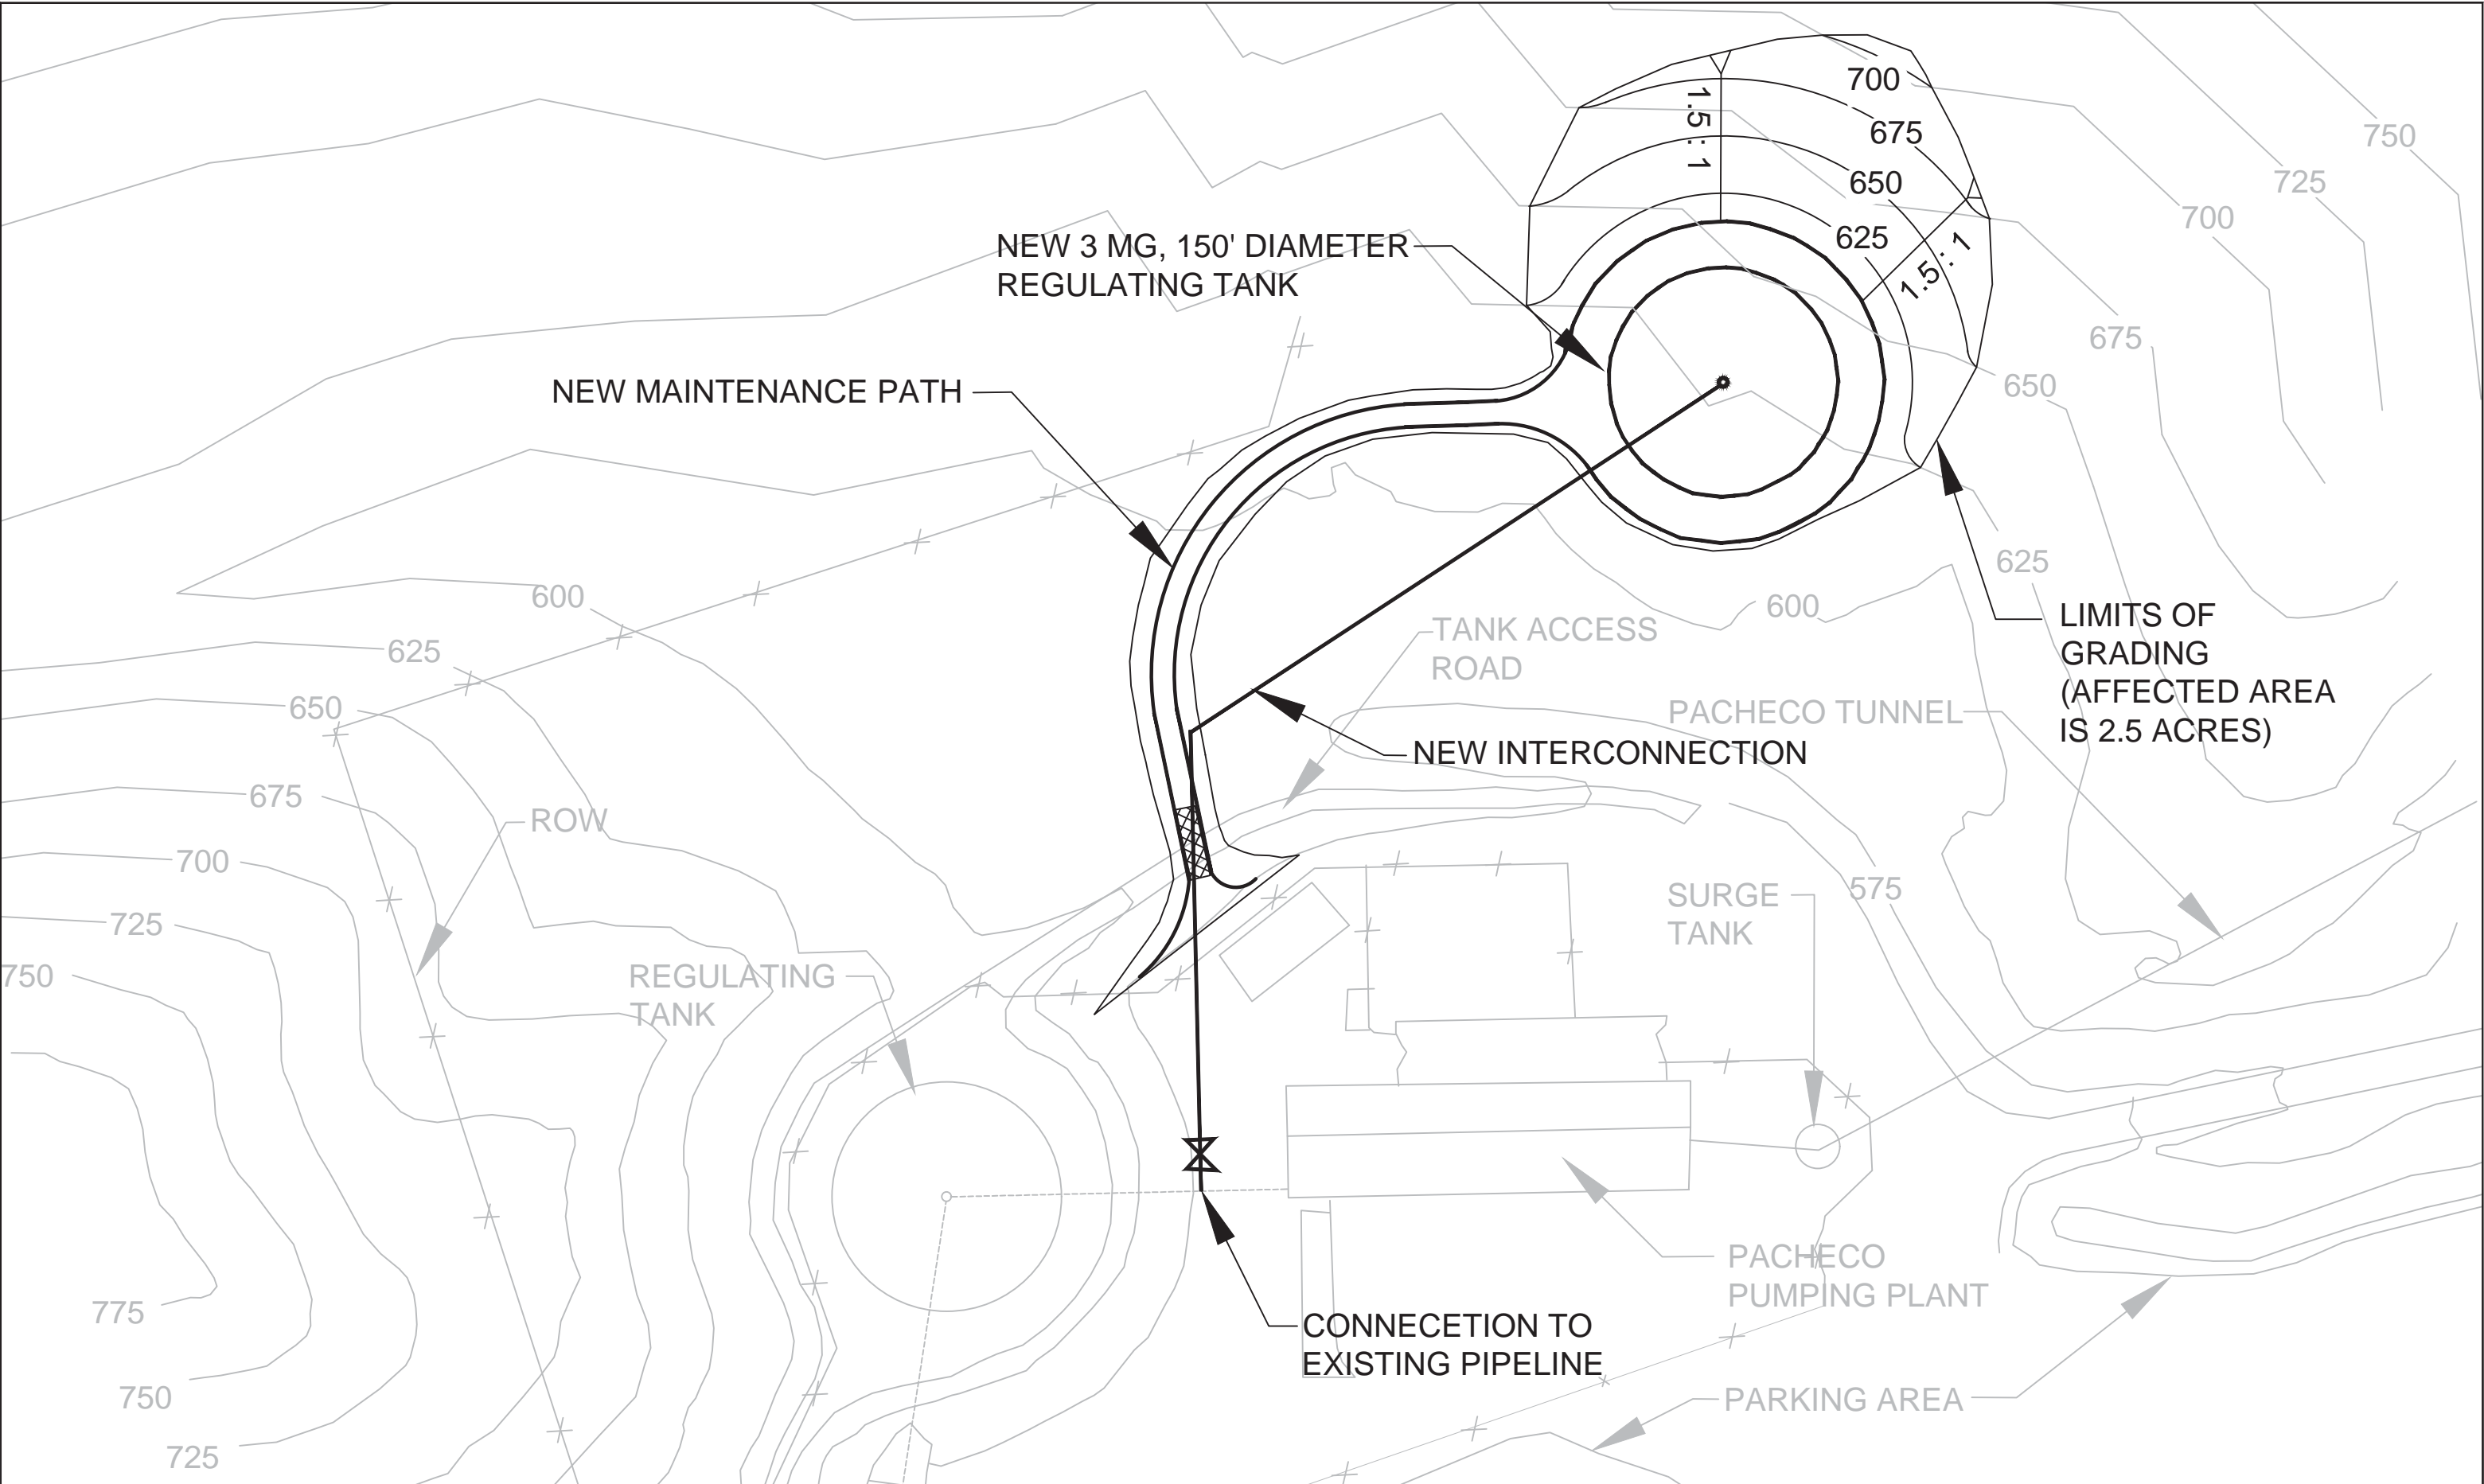 700
1.5 : 1
675
650
625
1.5 : 1
750
725
700
675
650
625
600
NEW 3 MG, 150' DIAMETER
REGULATING TANK
NEW MAINTENANCE PATH
LIMITS OF
GRADING
(AFFECTED AREA
IS 2.5 ACRES)
TANK ACCESS
ROAD
PACHECO TUNNEL
NEW INTERCONNECTION
600
625
650
675
700
725
750
ROW
REGULATING
TANK
SURGE
TANK
575
775
750
725
PACHECO
PUMPING PLANT
CONNECETION TO
EXISTING PIPELINE
PARKING AREA